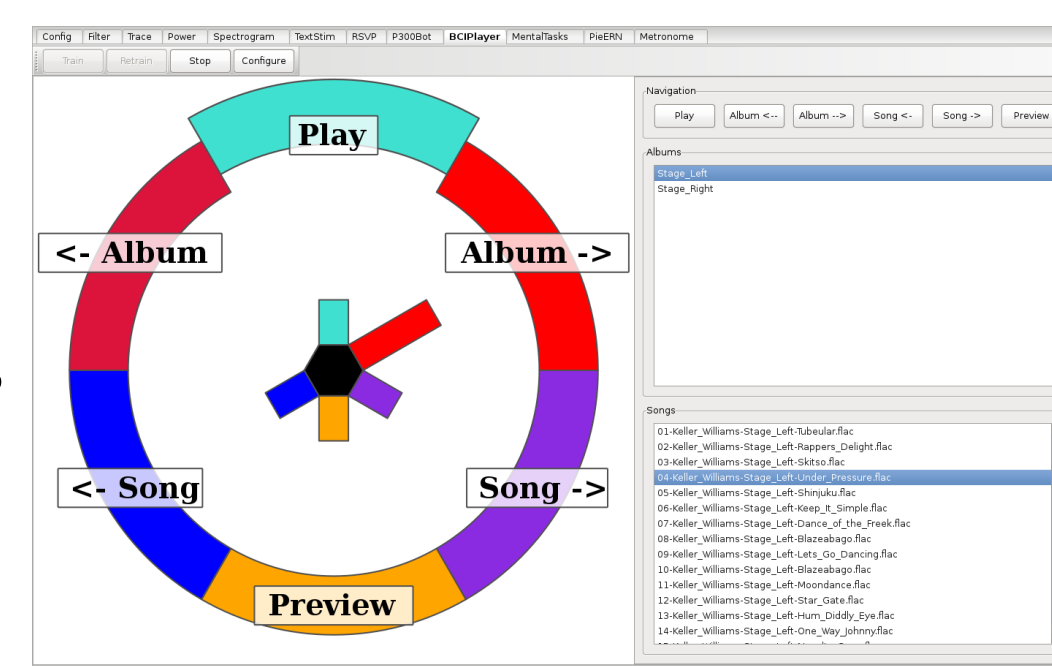 Config Filter Trace Power Spectrogram TextStim RSVP P300Bot BCIPlayer MentalTasks PieERN Metronome
Train Retrain Stop Configure
Play
<- Album
Album ->
<- Song
Song ->
Preview
Navigation
Play Album <-- Album --> Song <- Song -> Preview
Albums
Stage_Left
Stage_Right
Songs
01-Keller_Williams-Stage_Left-Tubeular.flac
02-Keller_Williams-Stage_Left-Rappers_Delight.flac
03-Keller_Williams-Stage_Left-Skitso.flac
04-Keller_Williams-Stage_Left-Under_Pressure.flac
05-Keller_Williams-Stage_Left-Shinjuku.flac
06-Keller_Williams-Stage_Left-Keep_It_Simple.flac
07-Keller_Williams-Stage_Left-Dance_of_the_Freek.flac
08-Keller_Williams-Stage_Left-Blazeabago.flac
09-Keller_Williams-Stage_Left-Lets_Go_Dancing.flac
10-Keller_Williams-Stage_Left-Blazeabago.flac
11-Keller_Williams-Stage_Left-Moondance.flac
12-Keller_Williams-Stage_Left-Star_Gate.flac
13-Keller_Williams-Stage_Left-Hum_Diddly_Eye.flac
14-Keller_Williams-Stage_Left-One_Way_Johnny.flac